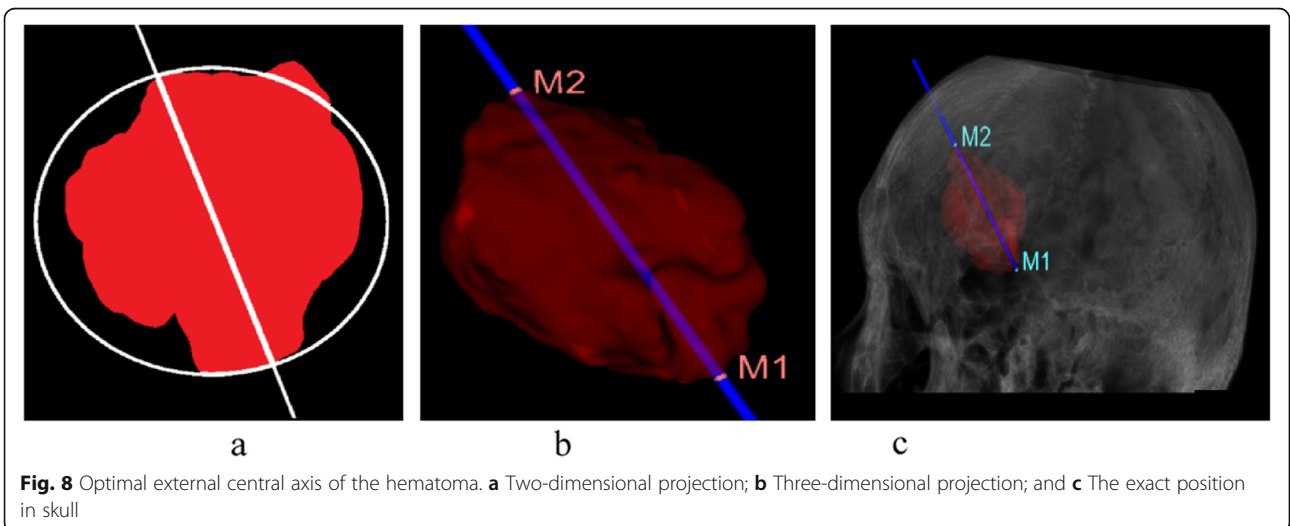 M2
M1
M2
M1
a
b
c
Fig. 8 Optimal external central axis of the hematoma. a Two-dimensional projection; b Three-dimensional projection; and c The exact position
in skull